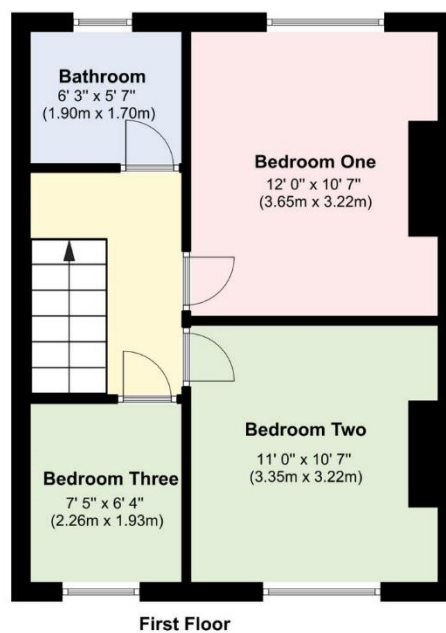 Bathroom
6' 3" x 5' 7"
(1.90m x 1.70m)
Bedroom One
12' 0" x 10' 7"
(3.65m x 3.22m)
Bedroom Two
11' 0" x 10' 7"
(3.35m x 3.22m)
Bedroom Three
7' 5" x 6' 4"
(2.26m x 1.93m)
First Floor